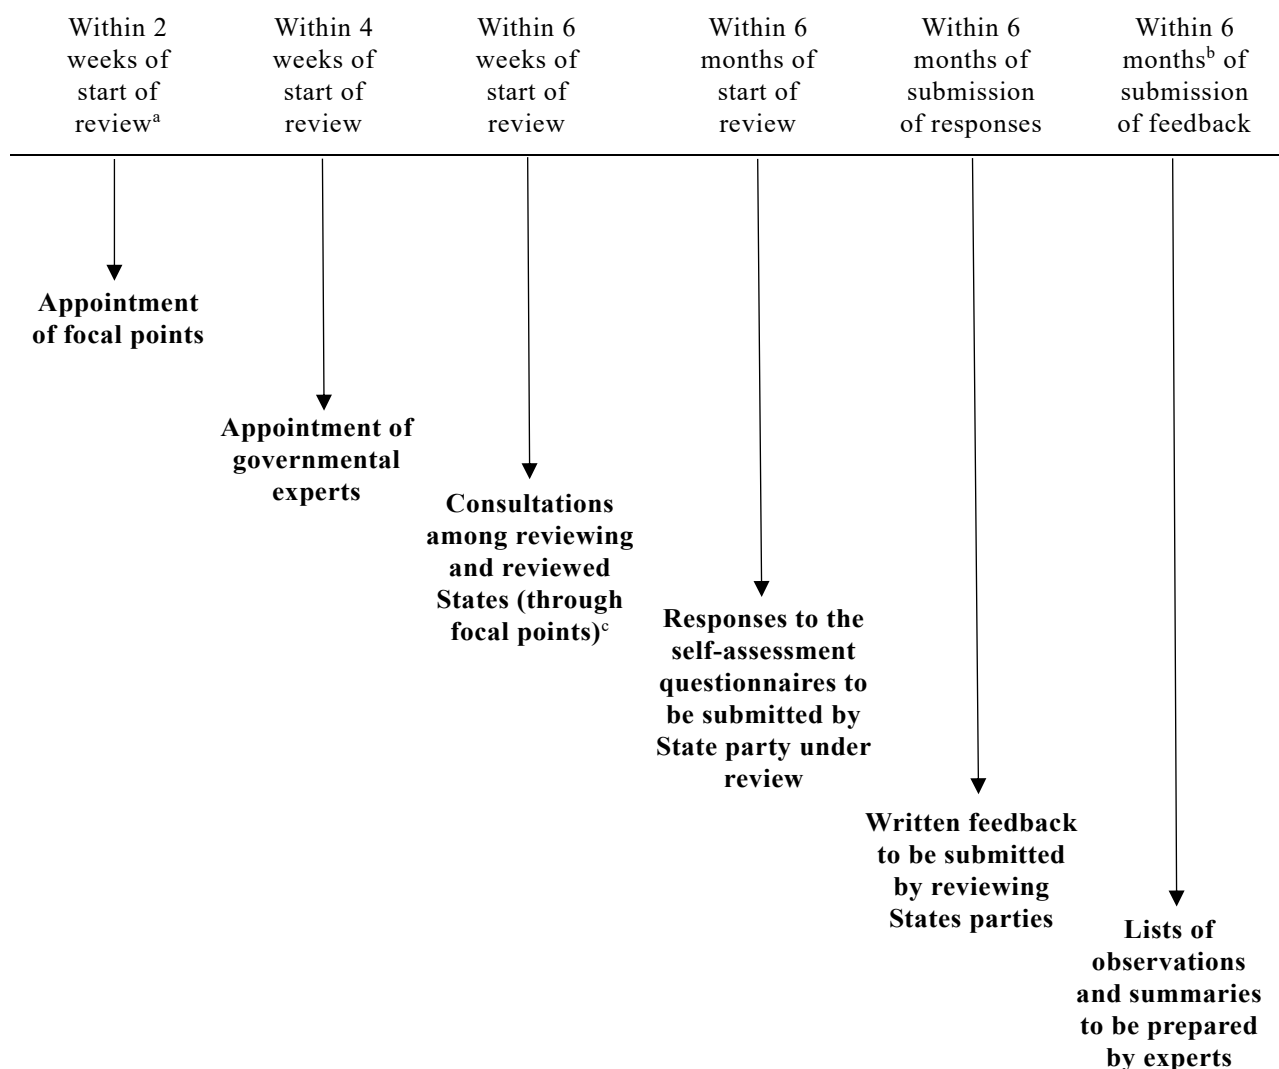 Within 2
weeks of
start of
reviewᵃ
Within 4
weeks of
start of
review
Within 6
weeks of
start of
review
Within 6
months of
start of
review
Within 6
months of
submission
of responses
Within 6
monthsᵇ of
submission
of feedback
Appointment
of focal points
Appointment of
governmental
experts
Consultations
among reviewing
and reviewed
States (through
focal points)ᶜ
Responses to the
self-assessment
questionnaires to
be submitted by
State party under
review
Written feedback
to be submitted
by reviewing
States parties
Lists of
observations
and summaries
to be prepared
by experts